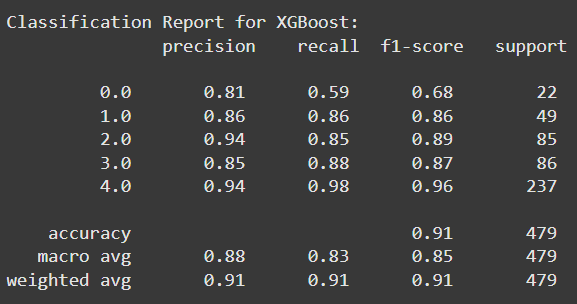 Classification Report for XGBoost:
precision recall f1-score support
0.0 0.81 0.59 0.68 22
1.0 0.86 0.86 0.86 49
2.0 0.94 0.85 0.89 85
3.0 0.85 0.88 0.87 86
4.0 0.94 0.98 0.96 237
accuracy 0.91 479
macro avg 0.88 0.83 0.85 479
weighted avg 0.91 0.91 0.91 479